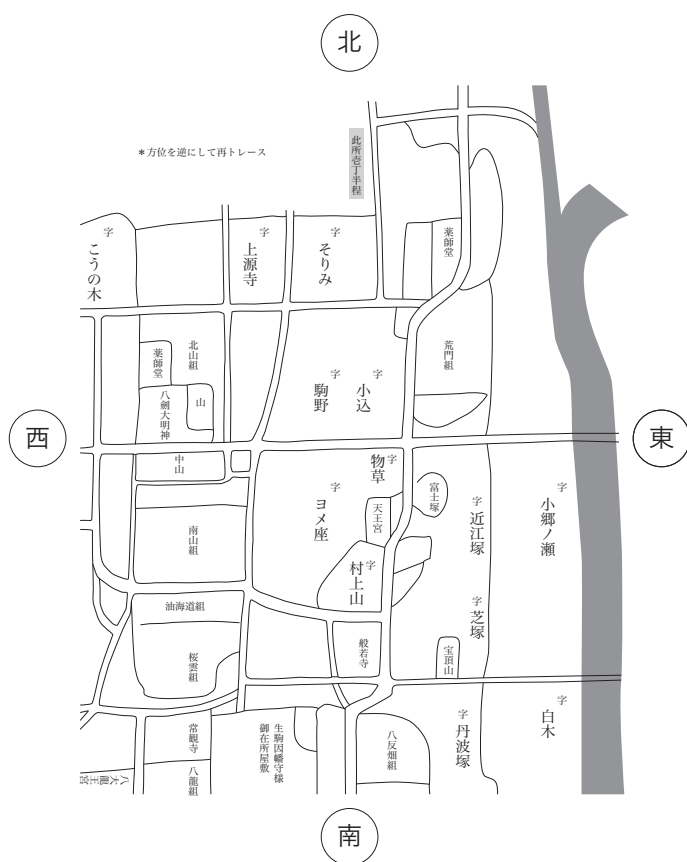 北
*方位を逆にして再トレース
此所壱丁半程
字 こうの木
字 上源寺
字 そりみ
薬師堂
北山組
薬師堂
八劍大明神
山
字 駒野
字 小込
荒門組
西
東
中山
南山組
字 ヨメ座
字 物草
天王宮
富士塚
字 近江塚
字 小郷ノ瀬
字 村上山
字 芝塚
油海道組
桜雲組
般若寺
宝頂山
常観寺
八龍組
八大龍王宮
生駒因幡守様
御在所屋敷
八反畑組
字 丹波塚
字 白木
南